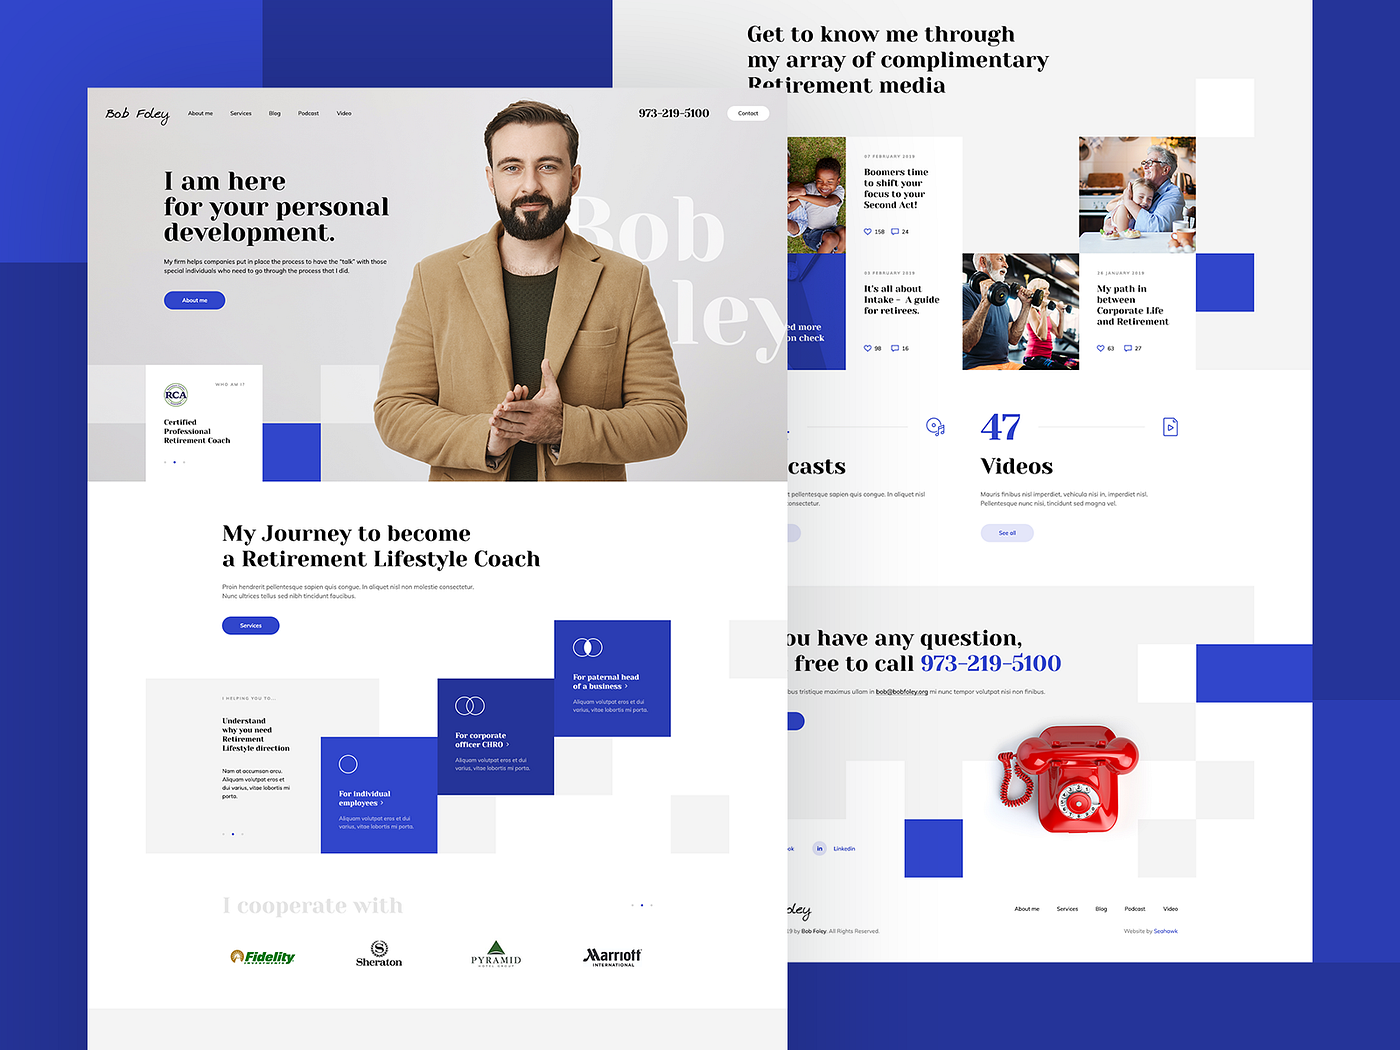 Bob Foley
About me
Services
Blog
Podcast
Video
973-219-5100
Contact
I am here
for your personal
development.
My firm helps companies put in place the process to have the "talk" with those
special individuals who need to go through the process that I did.
About me
Bob
Foley
RCA
WHO AM I?
Certified
Professional
Retirement Coach
My Journey to become
a Retirement Lifestyle Coach
Proin hendrerit pellentesque sapien quis congue. In aliquet nisl non molestie consectetur.
Nunc ultrices tellus sed nibh tincidunt faucibus.
Services
I HELPING YOU TO...
Understand
why you need
Retirement
Lifestyle direction
Nam at accumsan arcu.
Aliquam volutpat eros et
dui varius, vitae lobortis mi
porta.
For individual
employees >
Aliquam volutpat eros et dui
varius, vitae lobortis mi porta.
For corporate
officer CHRO >
Aliquam volutpat eros et dui
varius, vitae lobortis mi porta.
For paternal head
of a business >
Aliquam volutpat eros et dui
varius, vitae lobortis mi porta.
I cooperate with
Fidelity
INVESTMENTS
S
Sheraton
PYRAMID
HOTEL GROUP
Marriott
INTERNATIONAL
Get to know me through
my array of complimentary
Retirement media
07 FEBRUARY 2019
Boomers time
to shift your
focus to your
Second Act!
158
24
ed more
on check
03 FEBRUARY 2019
It's all about
Intake - A guide
for retirees.
98
16
26 JANUARY 2019
My path in
between
Corporate Life
and Retirement
63
27
casts
t pellentesque sapien quis congue. In aliquet nisl
consectetur.
47
Videos
Mauris finibus nisl imperdiet, vehicula nisi in, imperdiet nisl.
Pellentesque nunc nisi, tincidunt sed magna vel.
See all
ou have any question,
free to call 973-219-5100
bus tristique maximus ullam in bob@bobfoley.org mi nunc tempor volutpat nisi non finibus.
ok
in
Linkedin
oley
About me
Services
Blog
Podcast
Video
19 by Bob Foley. All Rights Reserved.
Website by Seahawk